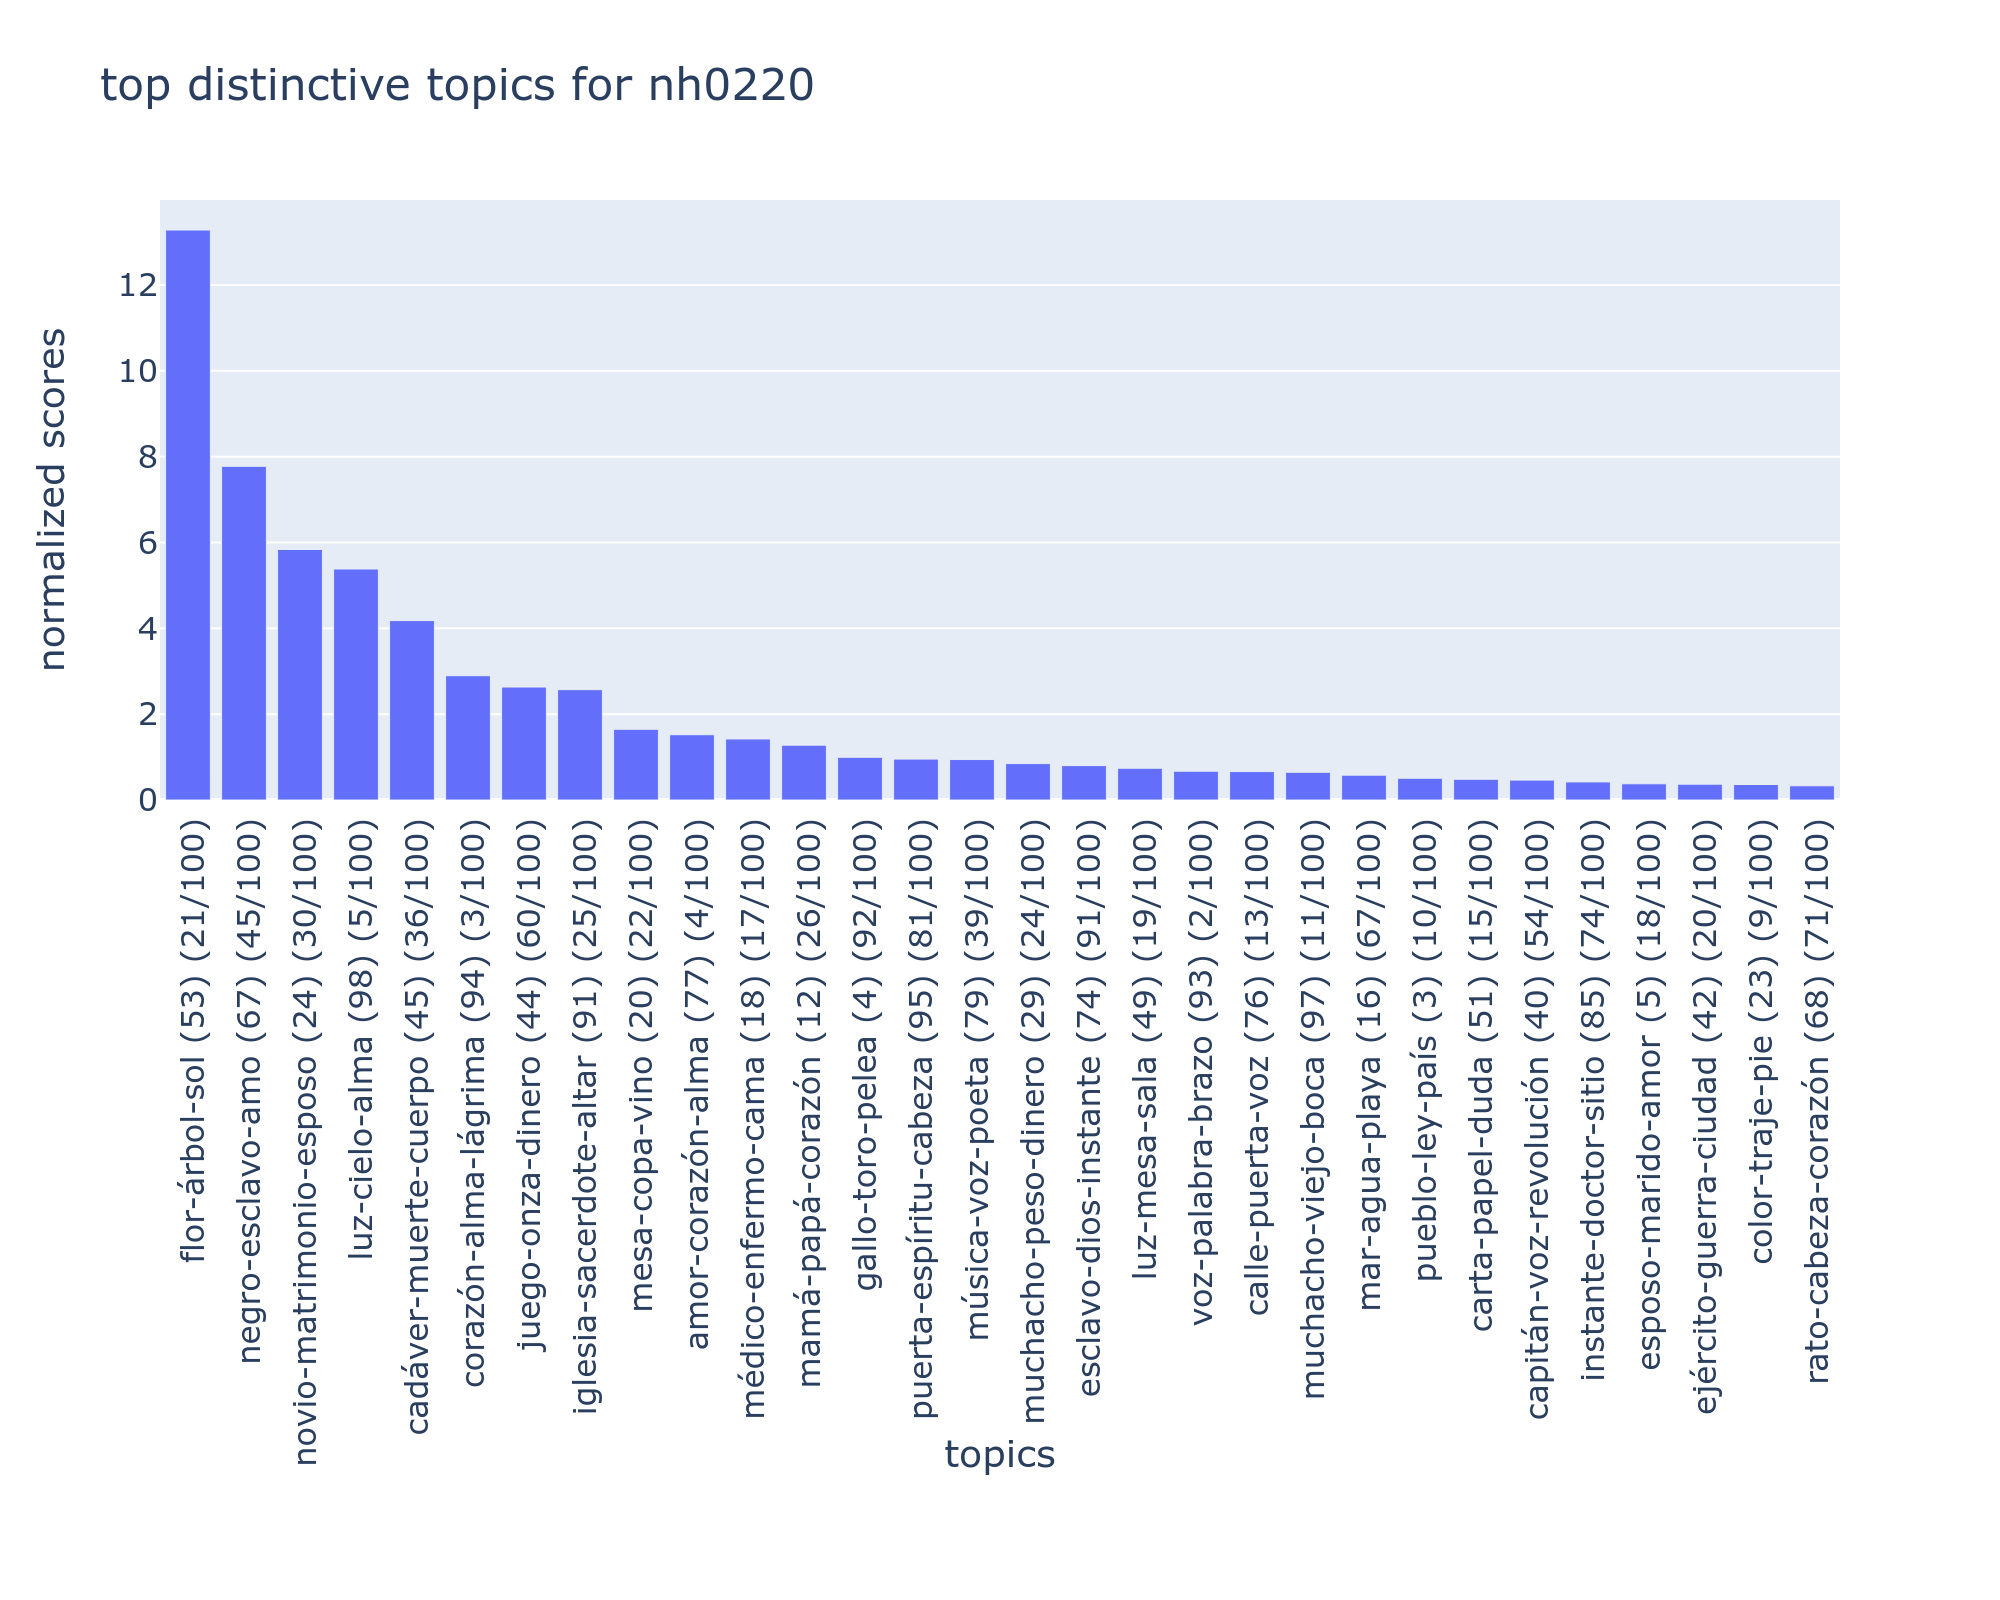 top distinctive topics for nh0220
normalized scores
12
10
8
6
4
2
0
flor-árbol-sol (53) (21/100)
negro-esclavo-amo (67) (45/100)
novio-matrimonio-esposo (24) (30/100)
luz-cielo-alma (98) (5/100)
cadáver-muerte-cuerpo (45) (36/100)
corazón-alma-lágrima (94) (3/100)
juego-onza-dinero (44) (60/100)
iglesia-sacerdote-altar (91) (25/100)
mesa-copa-vino (20) (22/100)
amor-corazón-alma (77) (4/100)
médico-enfermo-cama (18) (17/100)
mamá-papá-corazón (12) (26/100)
gallo-toro-pelea (4) (92/100)
puerta-espíritu-cabeza (95) (81/100)
música-voz-poeta (79) (39/100)
muchacho-peso-dinero (29) (24/100)
esclavo-dios-instante (74) (91/100)
luz-mesa-sala (49) (19/100)
voz-palabra-brazo (93) (2/100)
calle-puerta-voz (76) (13/100)
muchacho-viejo-boca (97) (11/100)
mar-agua-playa (16) (67/100)
pueblo-ley-país (3) (10/100)
carta-papel-duda (51) (15/100)
capitán-voz-revolución (40) (54/100)
instante-doctor-sitio (85) (74/100)
esposo-marido-amor (5) (18/100)
ejército-guerra-ciudad (42) (20/100)
color-traje-pie (23) (9/100)
rato-cabeza-corazón (68) (71/100)
topics